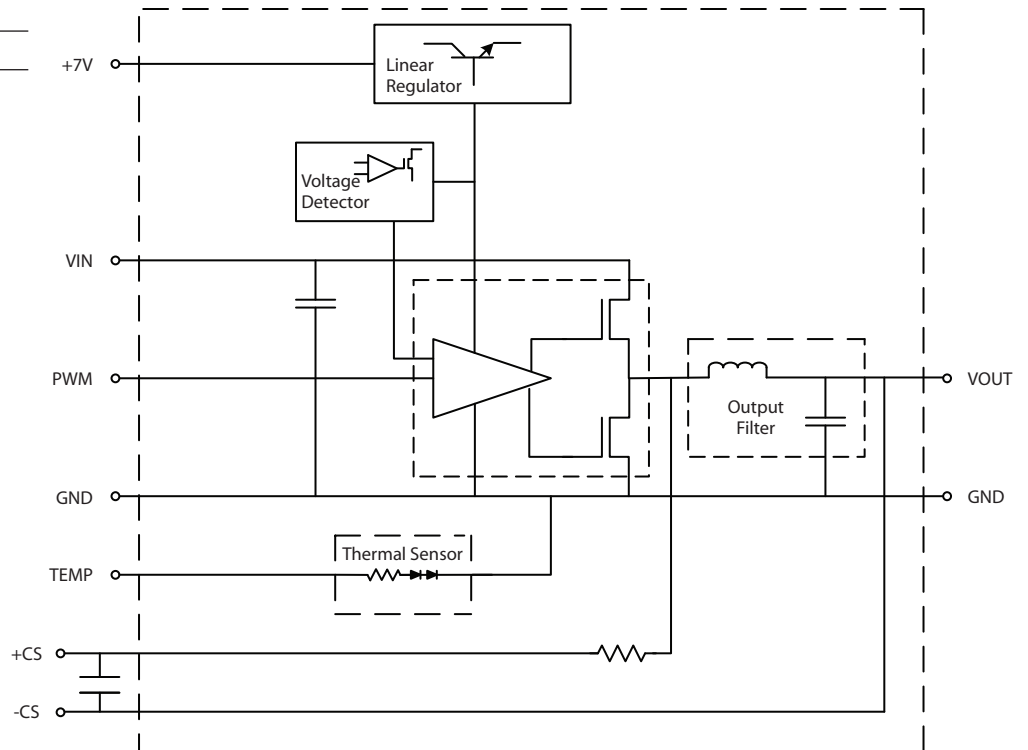 +7V
Linear
Regulator
Voltage
Detector
VIN
PWM
VOUT
Output
Filter
GND
GND
Thermal Sensor
TEMP
+CS
-CS